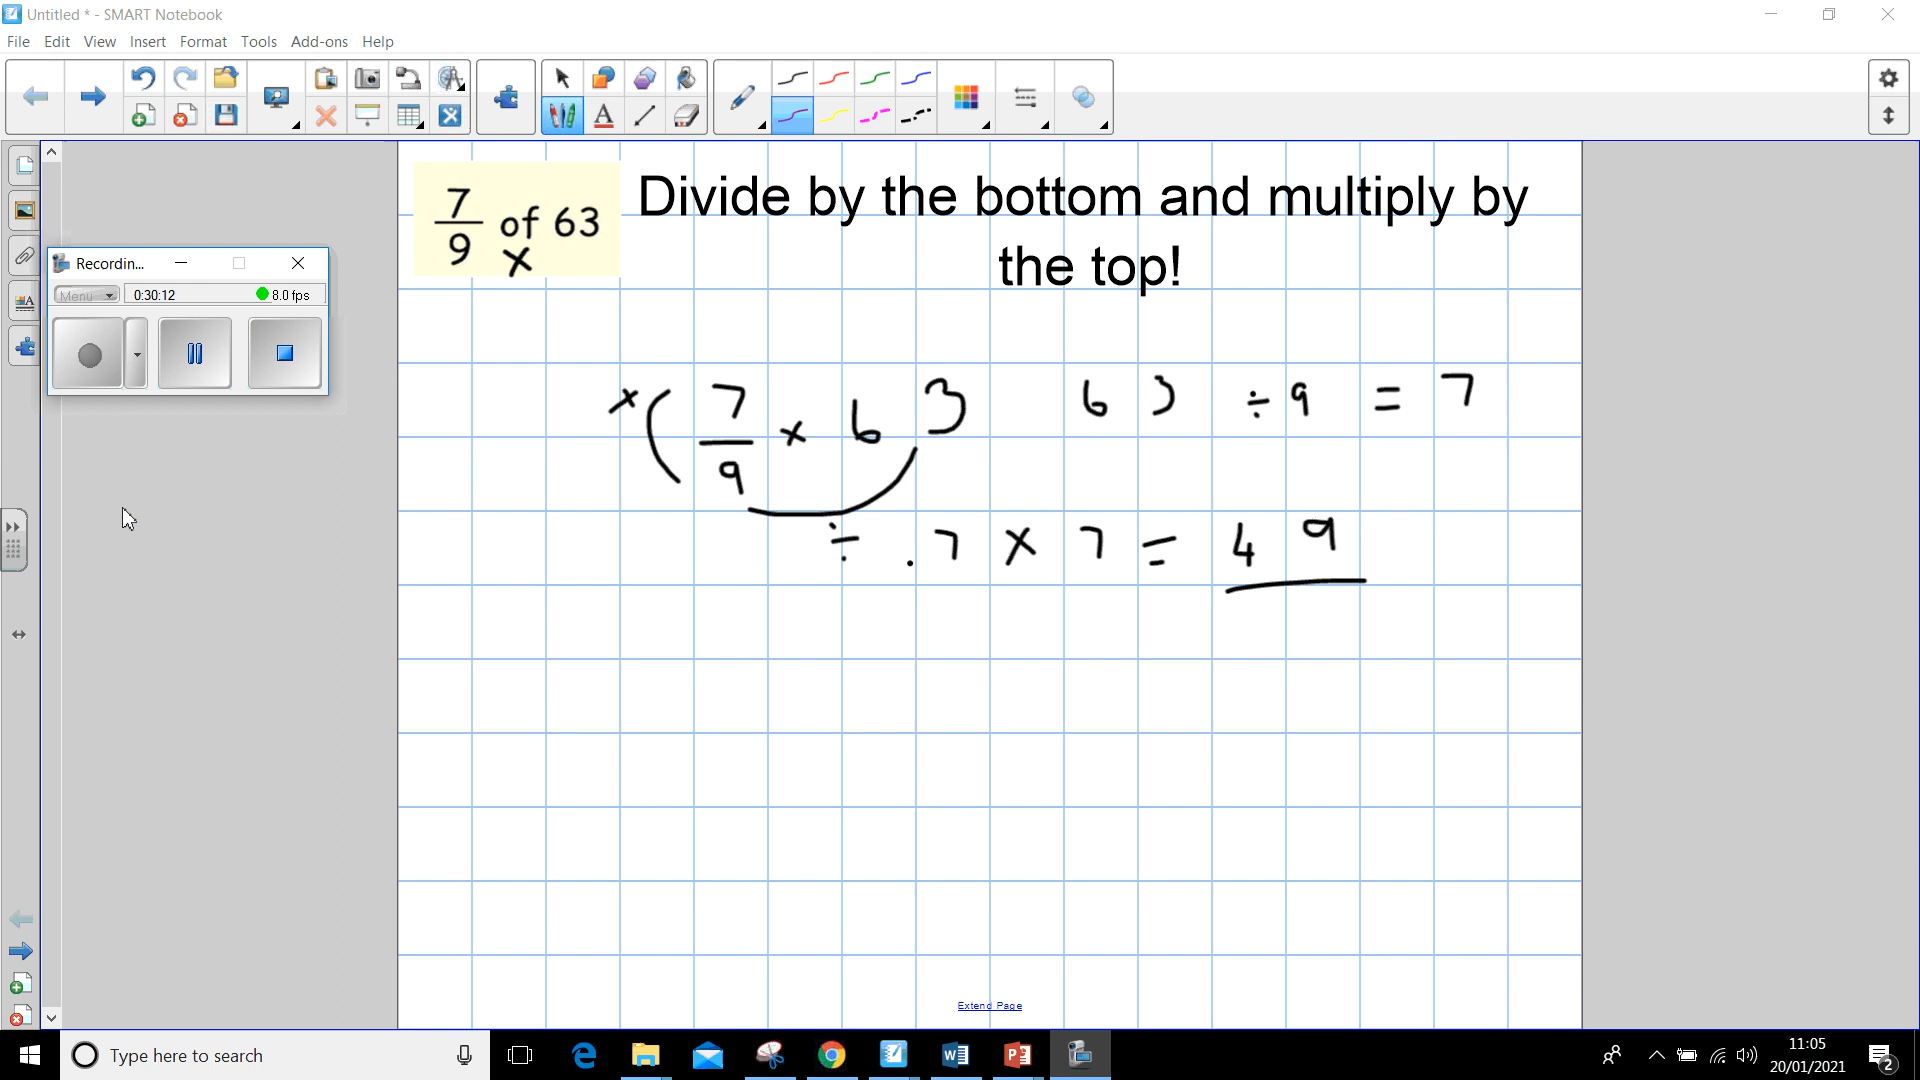 Untitled * - SMART Notebook
File Edit View Insert Format Tools Add-ons Help
7/9 of 63
×
Divide by the bottom and multiply by
the top!
Recordin...
Menu 0:30:12 8.0 fps
× ( 7/9 × 63 63 ÷ 9 = 7
÷ . 7 × 7 = 49
Extend Page
Type here to search
11:05
20/01/2021
2